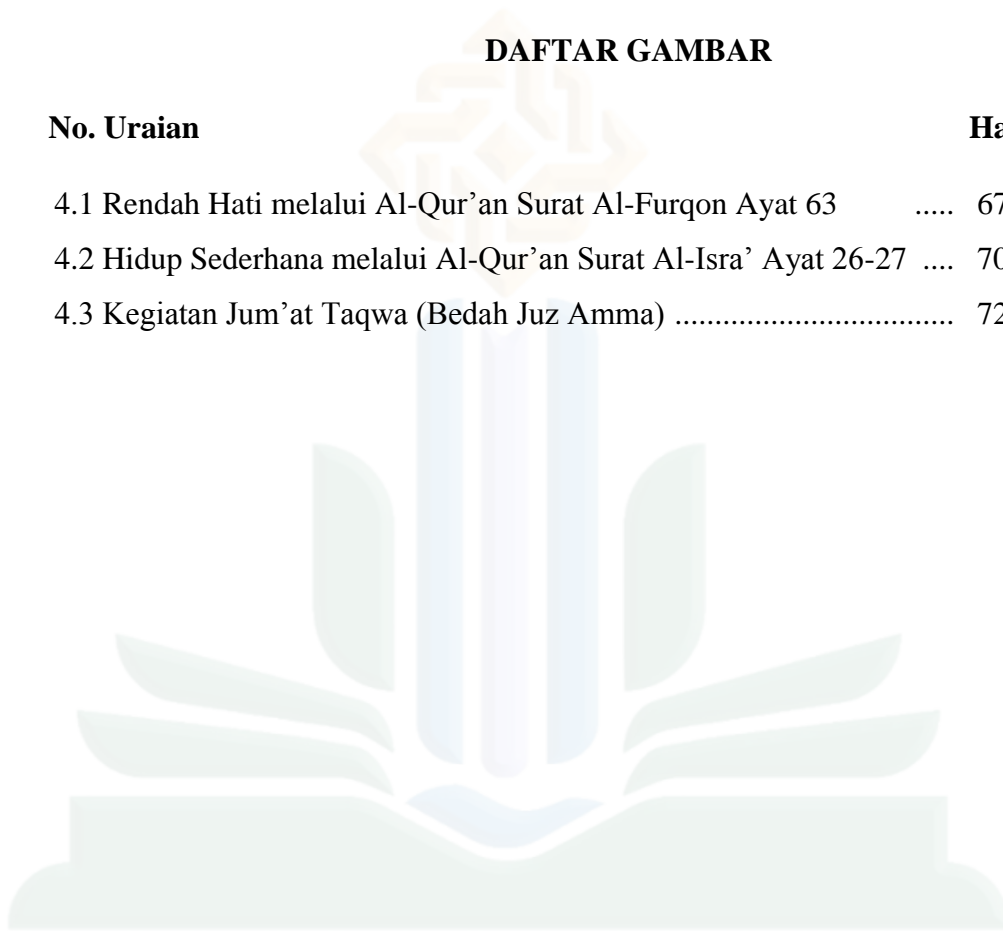 DAFTAR GAMBAR
No. Uraian Ha
4.1 Rendah Hati melalui Al-Qur’an Surat Al-Furqon Ayat 63 ..... 67
4.2 Hidup Sederhana melalui Al-Qur’an Surat Al-Isra’ Ayat 26-27 .... 70
4.3 Kegiatan Jum’at Taqwa (Bedah Juz Amma) .................................. 72